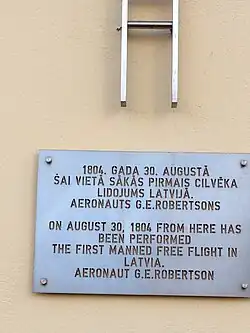 1804. GADA 30. AUGUSTĀ
ŠAI VIETĀ SĀKĀS PIRMAIS CILVĒKA
LIDOJUMS LATVIJĀ.
AERONAUTS G.E.ROBERTSONS
ON AUGUST 30, 1804 FROM HERE HAS
BEEN PERFORMED
THE FIRST MANNED FREE FLIGHT IN
LATVIA.
AERONAUT G.E.ROBERTSON